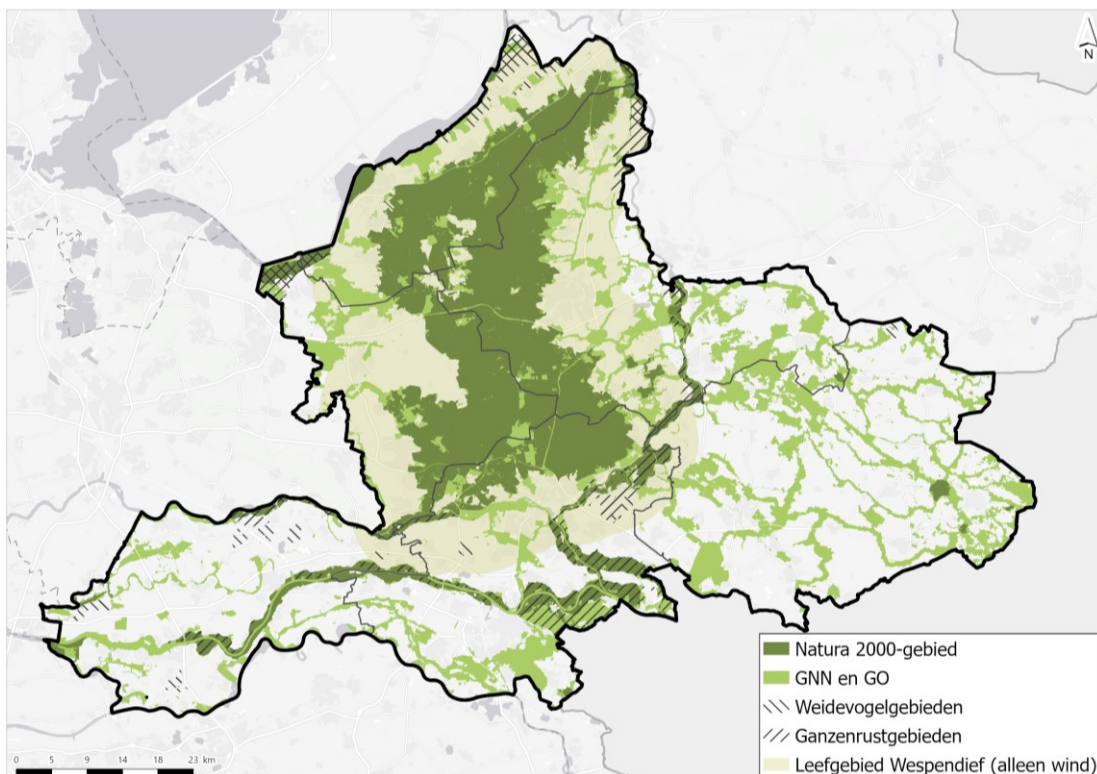 N
Natura 2000-gebied
GNN en GO
Weidevogelgebieden
Ganzenrustgebieden
Leefgebied Wespendief (alleen wind)
0 5 9 14 18 23 km